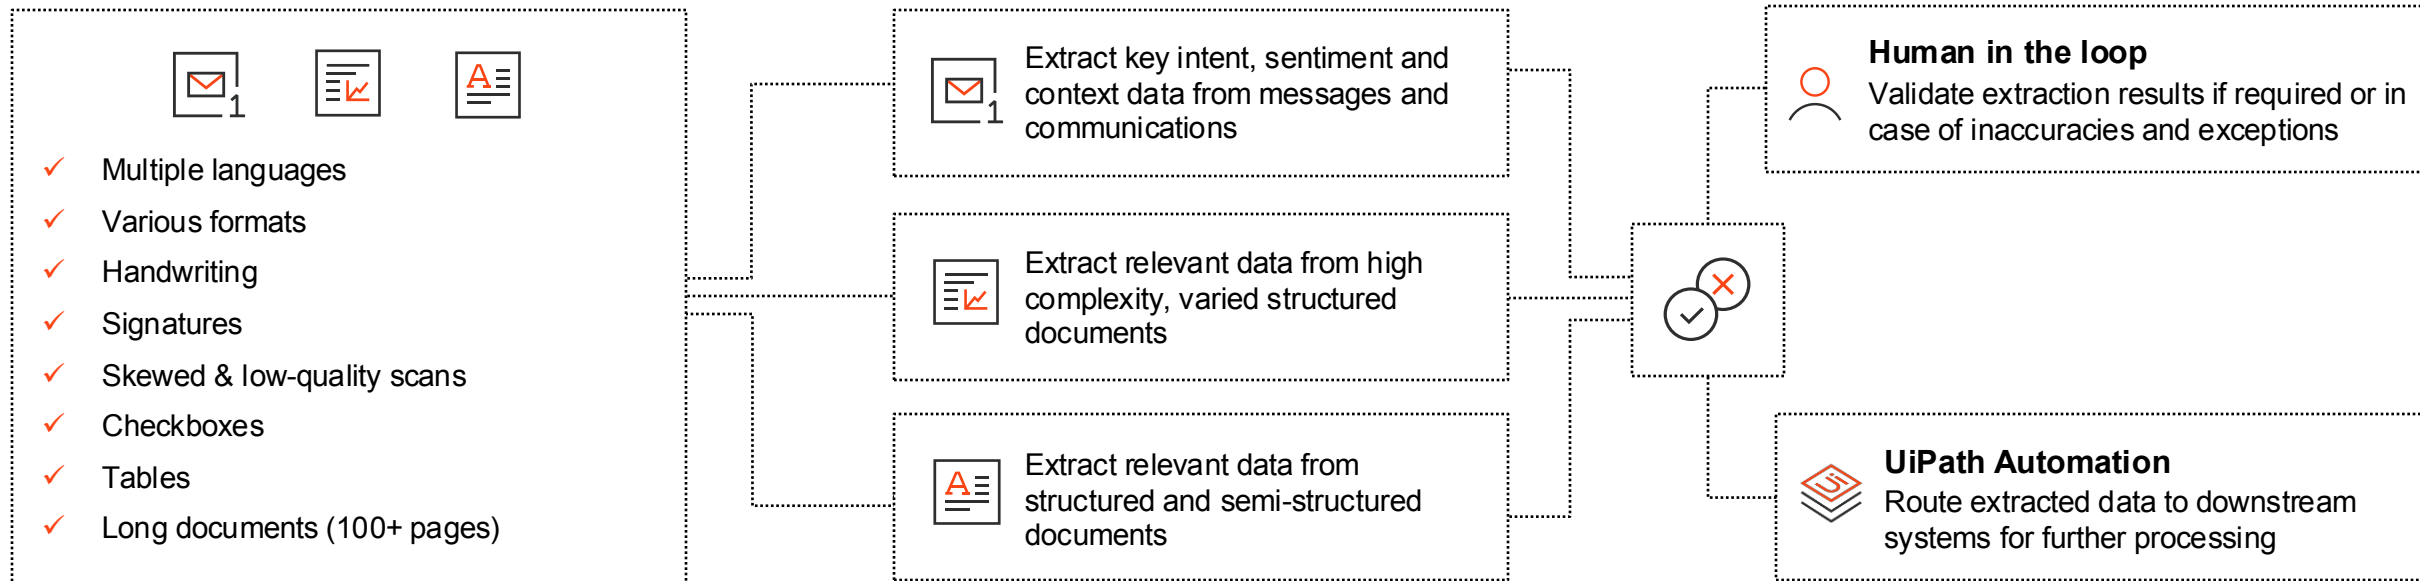 Multiple languages
Various formats
Handwriting
Signatures
Skewed & low-quality scans
Checkboxes
Tables
Long documents (100+ pages)
1
A
1
Extract key intent, sentiment and
context data from messages and
communications
Extract relevant data from high
complexity, varied structured
documents
A
Extract relevant data from
structured and semi-structured
documents
Human in the loop
Validate extraction results if required or in
case of inaccuracies and exceptions
Ui
UiPath Automation
Route extracted data to downstream
systems for further processing